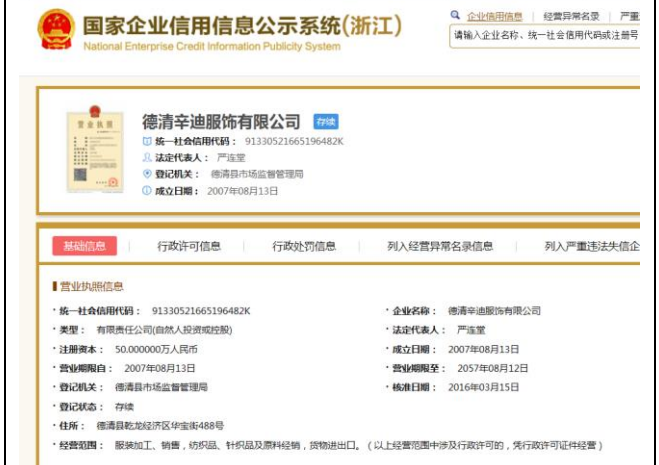 国家企业信用信息公示系统(浙江)
National Enterprise Credit Information Publicity System
企业信用信息 | 经营异常名录 | 严重
请输入企业名称、统一社会信用代码或注册号
营业执照
德清辛迪服饰有限公司 存续
统一社会信用代码： 91330521665196482K
法定代表人： 严连堂
登记机关： 德清县市场监督管理局
成立日期： 2007年08月13日
基础信息 | 行政许可信息 | 行政处罚信息 | 列入经营异常名录信息 | 列入严重违法失信企
营业执照信息
· 统一社会信用代码： 91330521665196482K · 企业名称： 德清辛迪服饰有限公司
· 类型： 有限责任公司(自然人投资或控股) · 法定代表人： 严连堂
· 注册资本： 50.000000万人民币 · 成立日期： 2007年08月13日
· 营业期限自： 2007年08月13日 · 营业期限至： 2057年08月12日
· 登记机关： 德清县市场监督管理局 · 核准日期： 2016年03月15日
· 登记状态： 存续
· 住所： 德清县乾龙经济区华宝街488号
· 经营范围： 服装加工、销售，纺织品、针织品及原料经销，货物进出口。（以上经营范围中涉及行政许可的，凭行政许可证件经营）